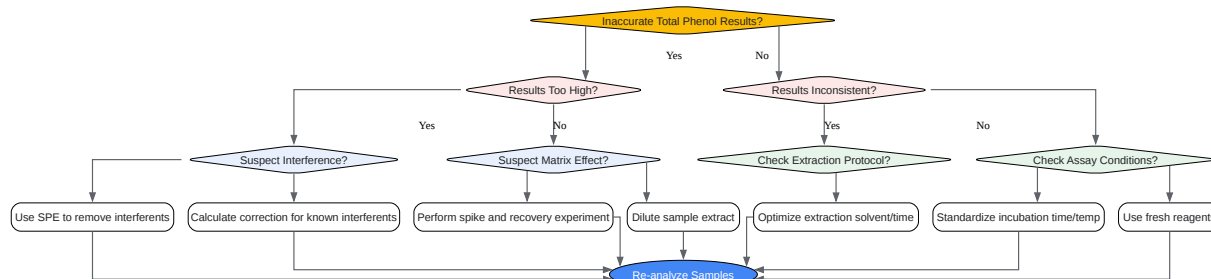 Inaccurate Total Phenol Results?
Yes
No
Results Too High?
Results Inconsistent?
Yes
No
Yes
No
Suspect Interference?
Suspect Matrix Effect?
Check Extraction Protocol?
Check Assay Conditions?
Use SPE to remove interferents
Calculate correction for known interferents
Perform spike and recovery experiment
Dilute sample extract
Optimize extraction solvent/time
Standardize incubation time/temp
Use fresh reagents
Re-analyze Samples